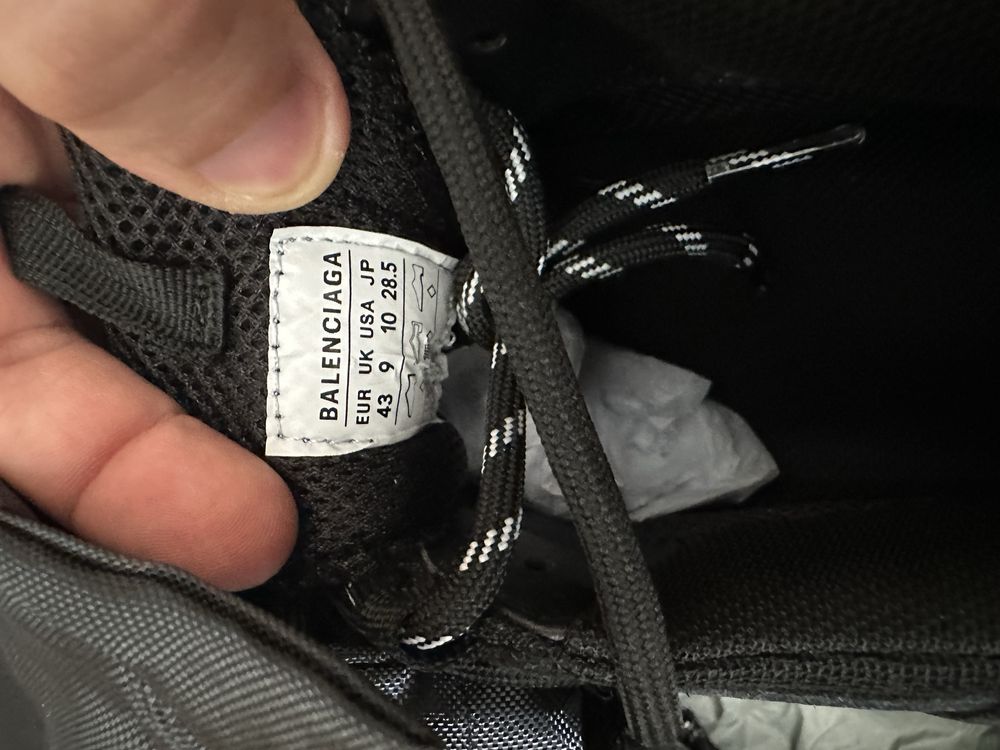 BALENCIAGA
EUR UK USA JP
43 9 10 28.5